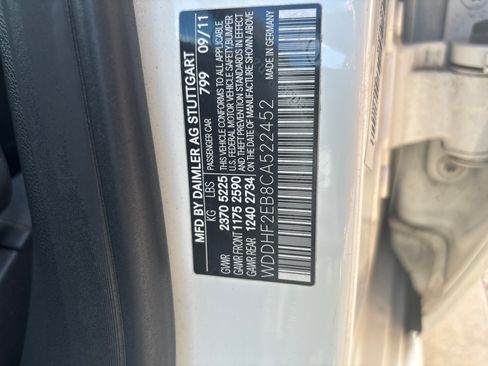 MFD BY DAIMLER AG STUTTGART
KG LBS PASSENGER CAR 799 09/11
GVWR 2370 5225 THIS VEHICLE CONFORMS TO ALL APPLICABLE
GAWR FRONT 1175 2590 U.S. FEDERAL MOTOR VEHICLE SAFETY, BUMPER
GAWR REAR 1240 2734 AND THEFT PREVENTION STANDARDS IN EFFECT
ON THE DATE OF MANUFACTURE SHOWN ABOVE
WDDHF2EB8CA522452
MADE IN GERMANY